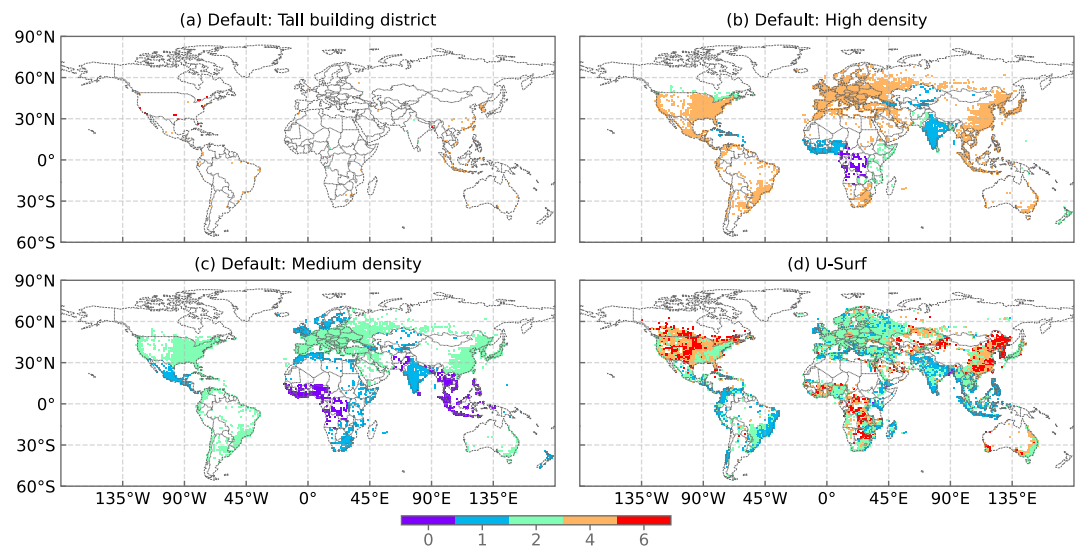 (a) Default: Tall building district
(b) Default: High density
90°N
60°N
30°N
0°
30°S
60°S
(c) Default: Medium density
(d) U-Surf
90°N
60°N
30°N
0°
30°S
60°S
135°W 90°W 45°W 0° 45°E 90°E 135°E
135°W 90°W 45°W 0° 45°E 90°E 135°E
0 1 2 4 6